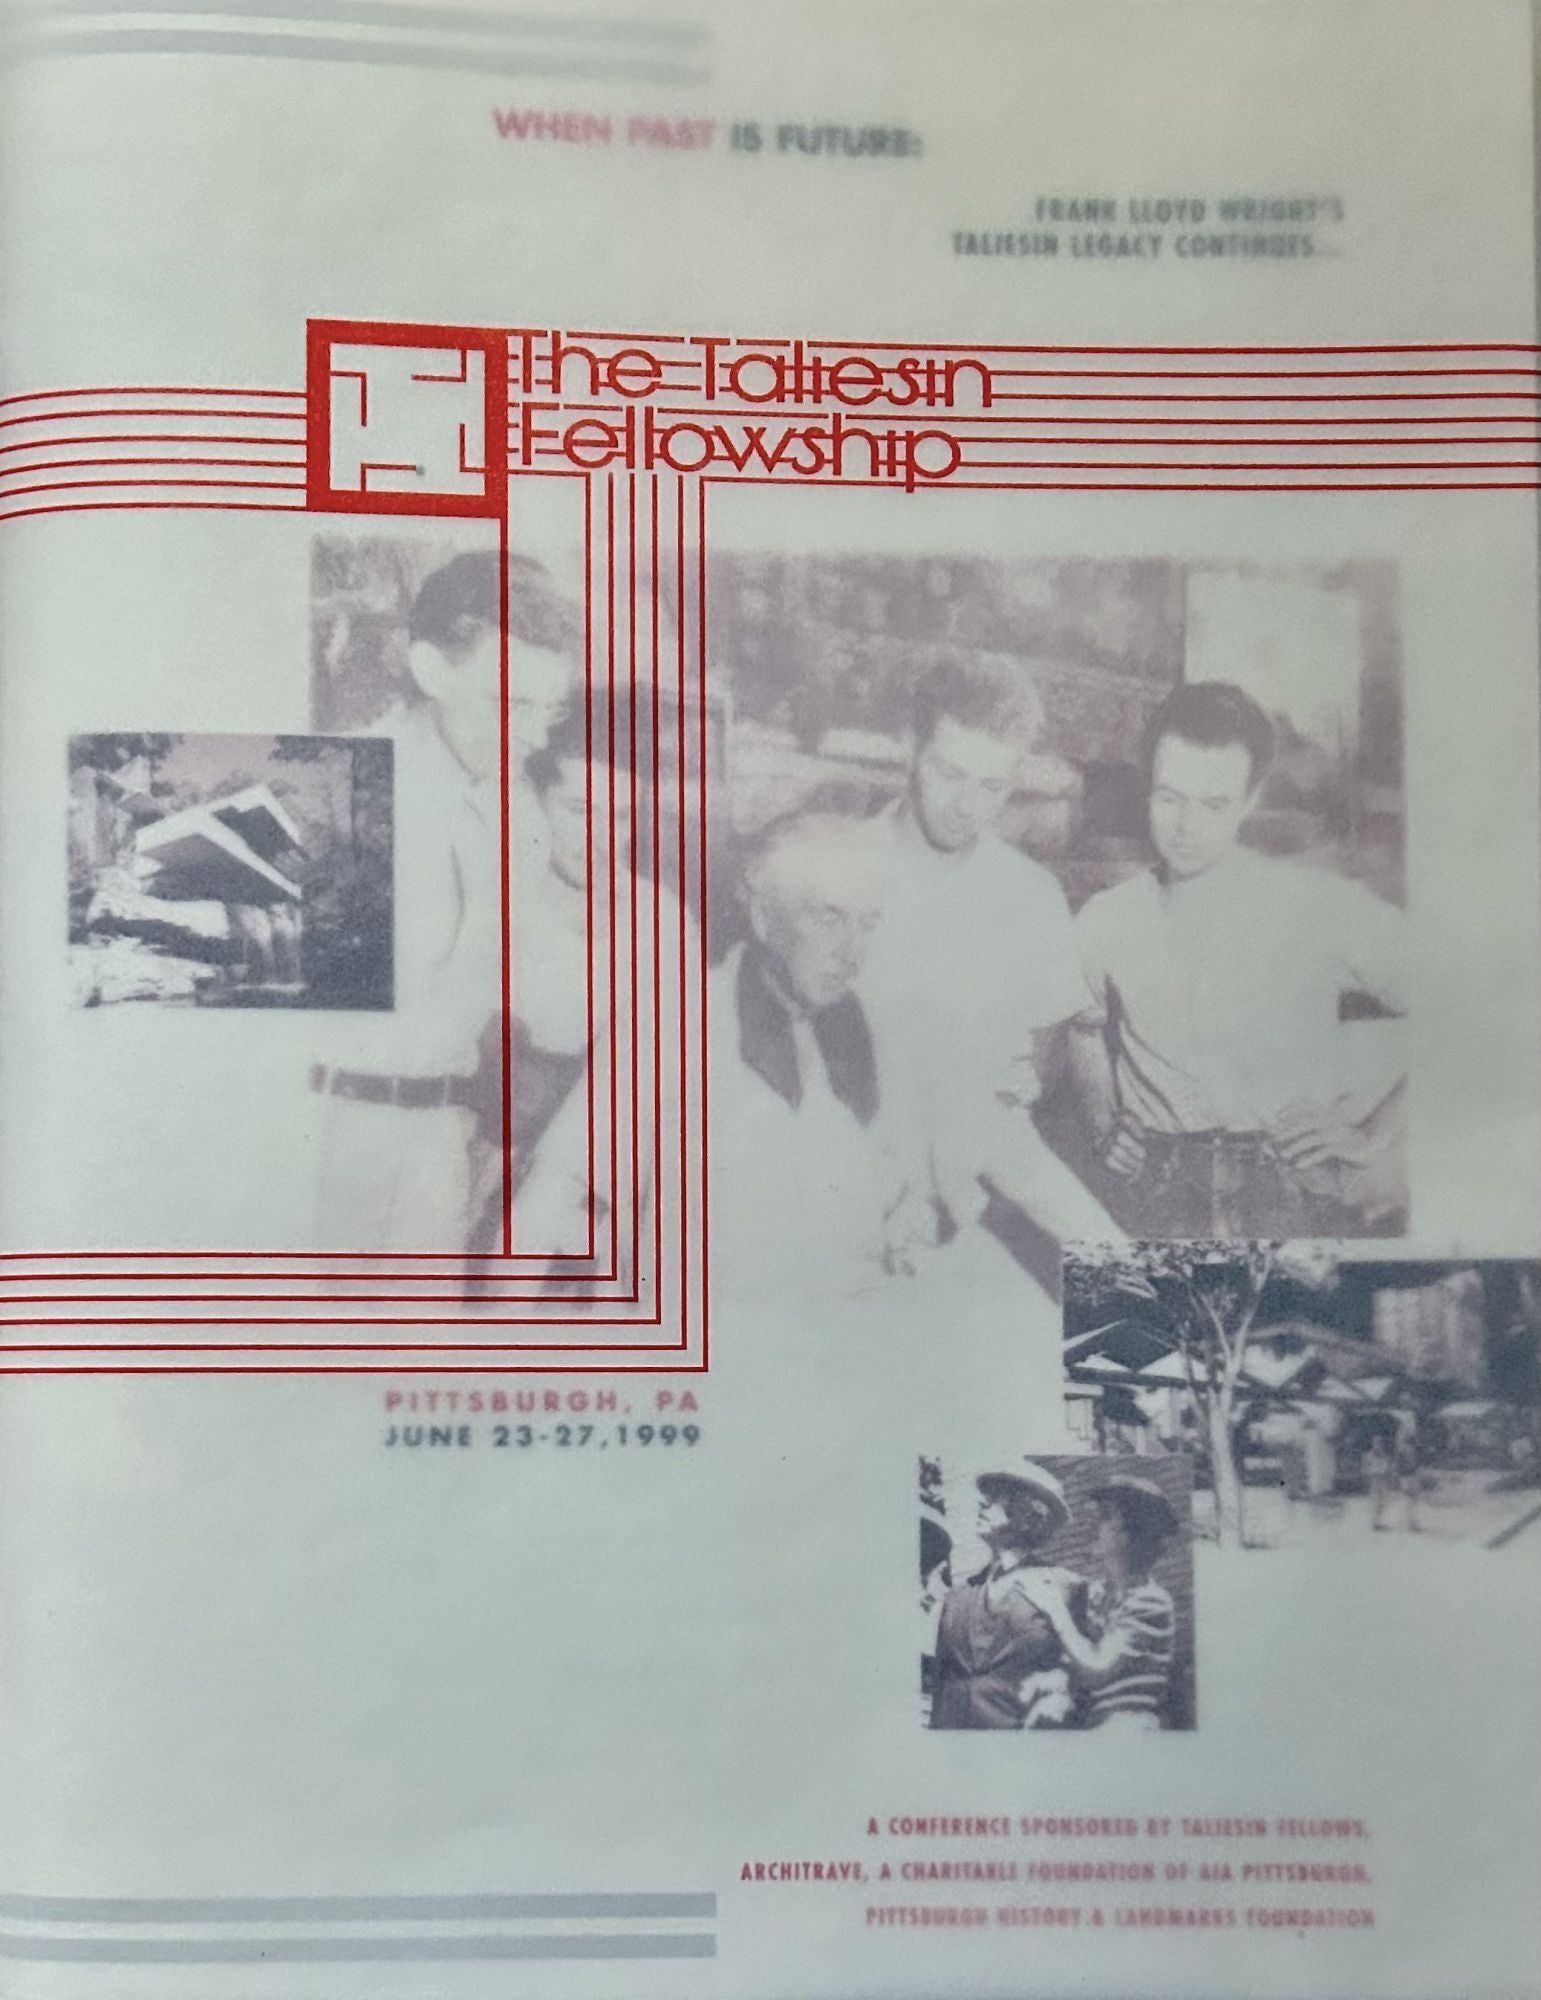 WHEN PAST IS FUTURE:
FRANK LLOYD WRIGHT'S
TALIESIN LEGACY CONTINUES...
The Taliesin
Fellowship
PITTSBURGH, PA
JUNE 23-27, 1999
A CONFERENCE SPONSORED BY TALIESIN FELLOWS,
ARCHITRAVE, A CHARITABLE FOUNDATION OF AIA PITTSBURGH,
PITTSBURGH HISTORY & LANDMARKS FOUNDATION